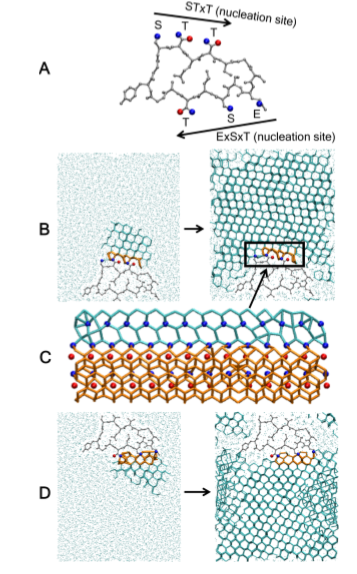 STxT (nucleation site)
S T T
A
T S E
ExSxT (nucleation site)
B
C
D